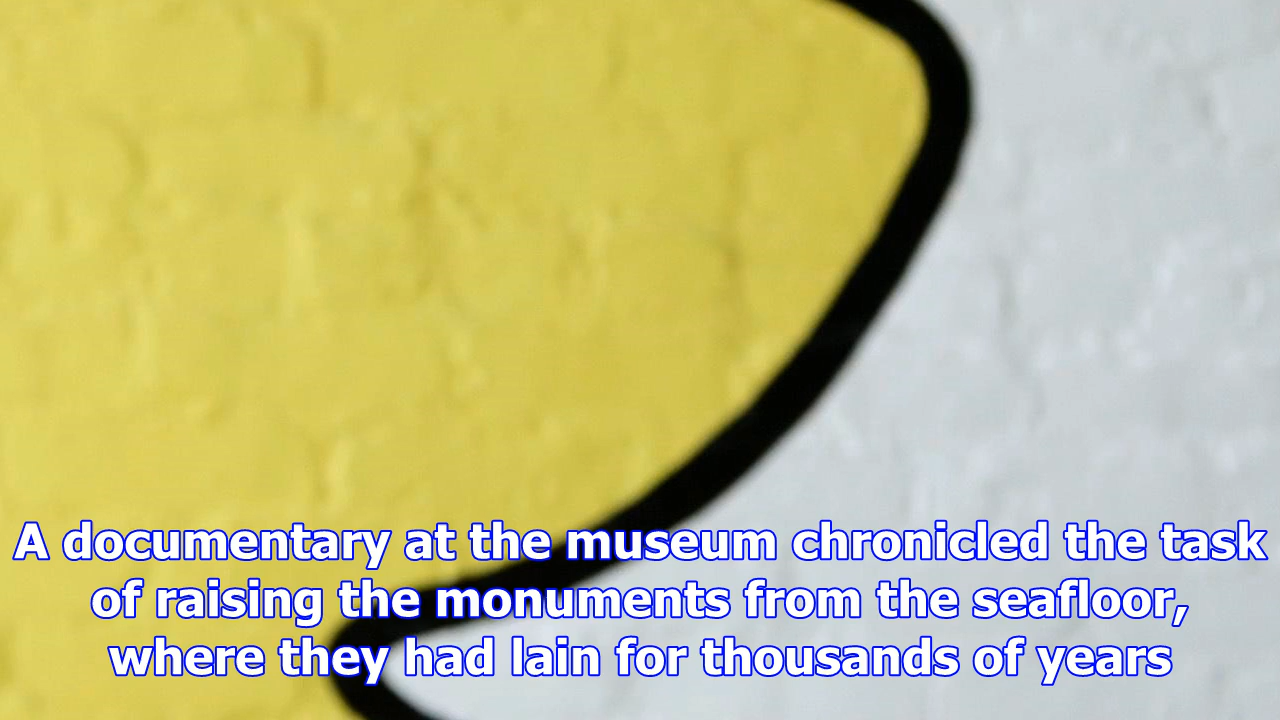 A documentary at the museum chronicled the task
of raising the monuments from the seafloor,
where they had lain for thousands of years